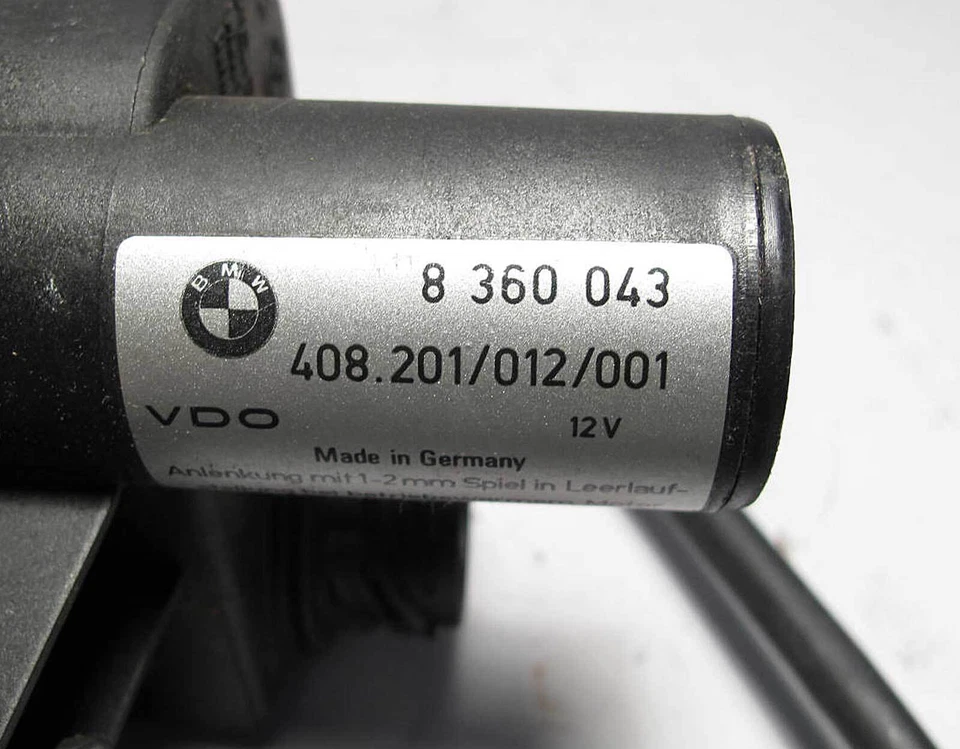 BMW
8 360 043
408.201/012/001
VDO
12V
Made in Germany
Anlenkung mit 1-2 mm Spiel in Leerlauf-